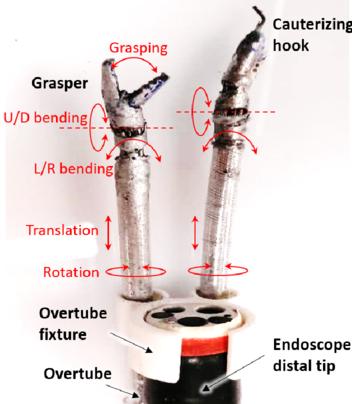 Cauterizing
hook
Grasping
Grasper
U/D bending
L/R bending
Translation
Rotation
Overtube
fixture
Endoscope
distal tip
Overtube